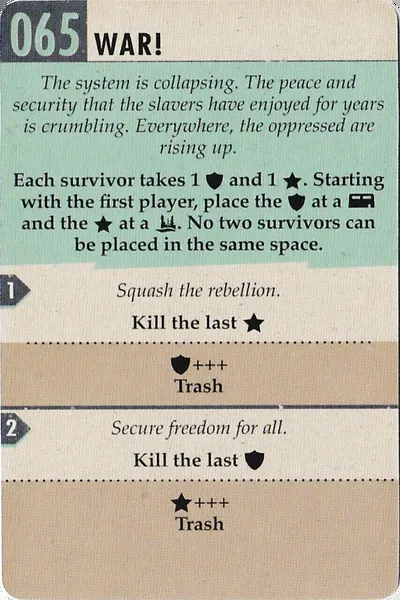 065 WAR!
The system is collapsing. The peace and
security that the slavers have enjoyed for years
is crumbling. Everywhere, the oppressed are
rising up.
Each survivor takes 1 and 1 . Starting
with the first player, place the at a
and the at a . No two survivors can
be placed in the same space.
1
Squash the rebellion.
Kill the last
+++
Trash
2
Secure freedom for all.
Kill the last
+++
Trash